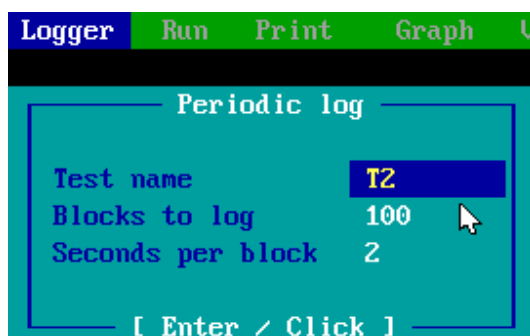 Logger Run Print Graph
Periodic log
Test name T2
Blocks to log 100
Seconds per block 2
[ Enter / Click ]